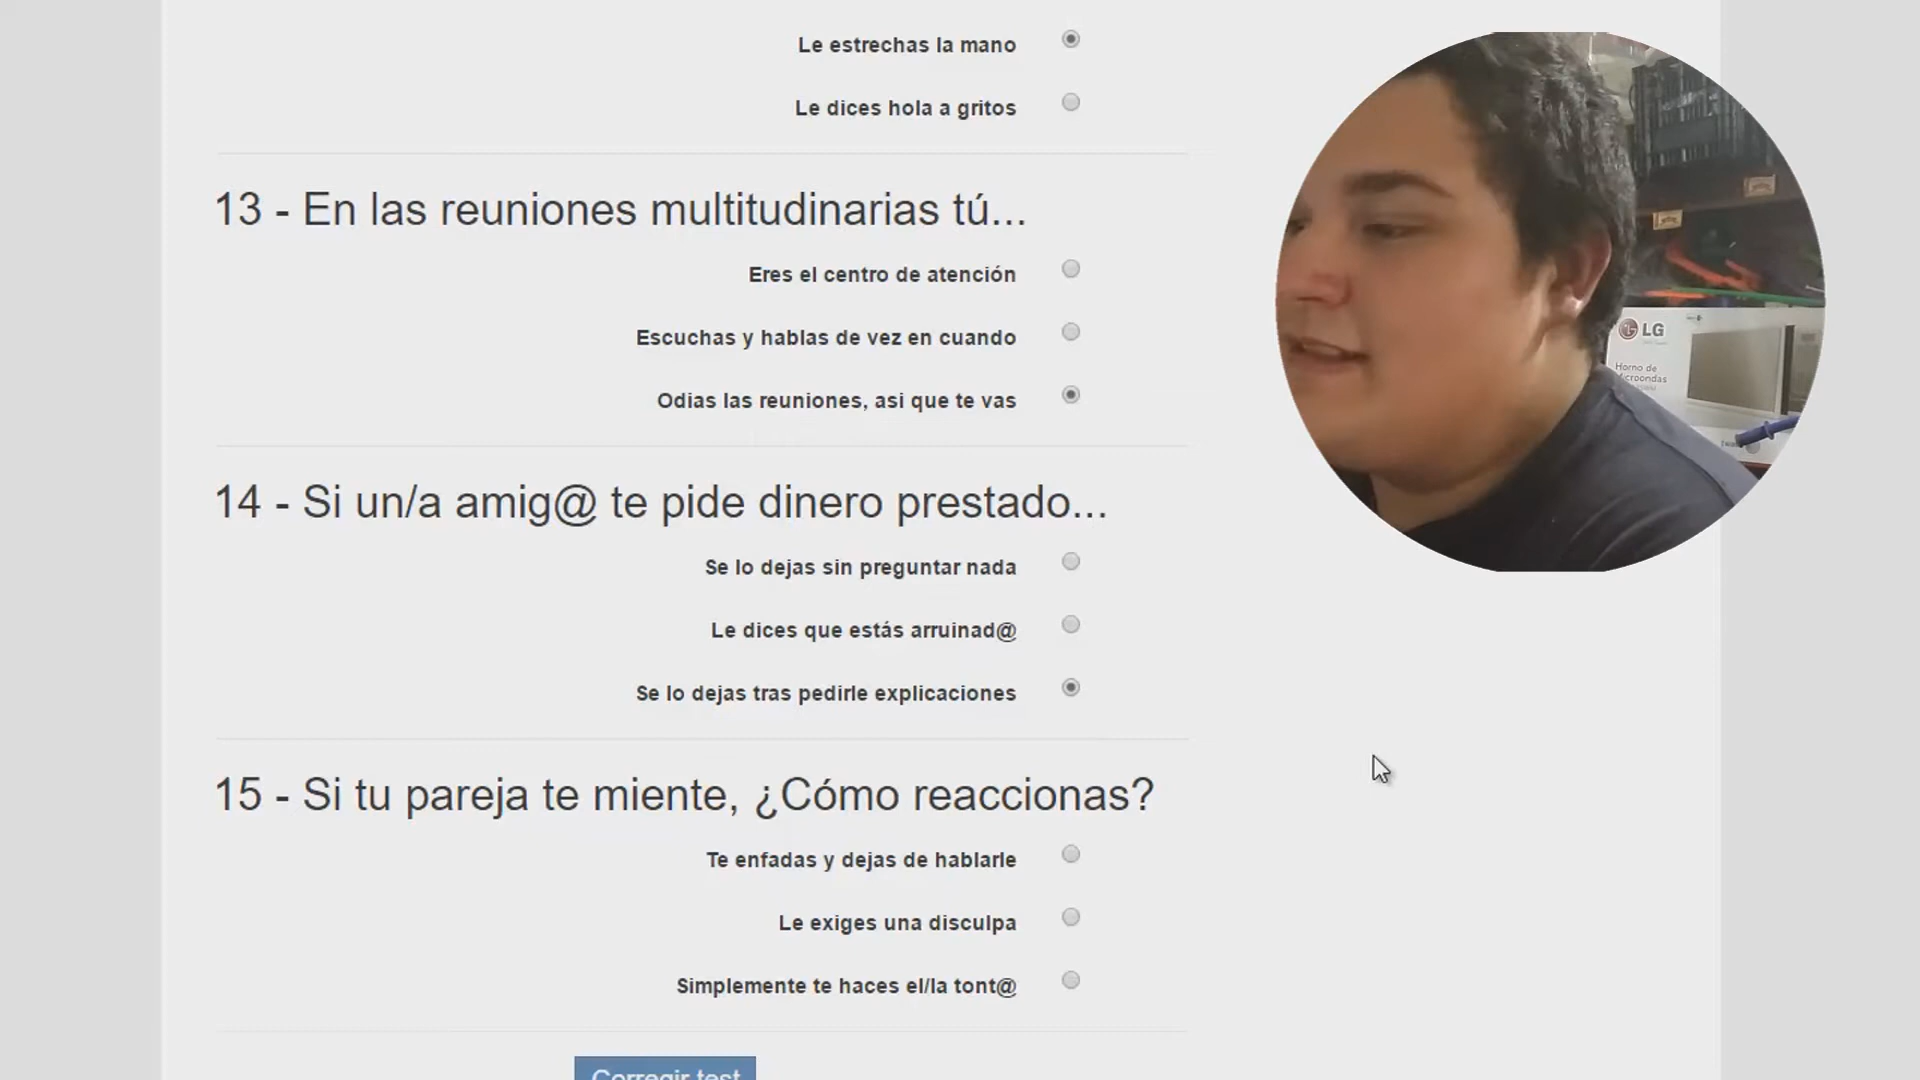 Le estrechas la mano
Le dices hola a gritos
13 - En las reuniones multitudinarias tú...
Eres el centro de atención
Escuchas y hablas de vez en cuando
Odias las reuniones, asi que te vas
14 - Si un/a amig@ te pide dinero prestado...
Se lo dejas sin preguntar nada
Le dices que estás arruinad@
Se lo dejas tras pedirle explicaciones
15 - Si tu pareja te miente, ¿Cómo reaccionas?
Te enfadas y dejas de hablarle
Le exiges una disculpa
Simplemente te haces el/la tont@
Corregir test
LG
Horno de